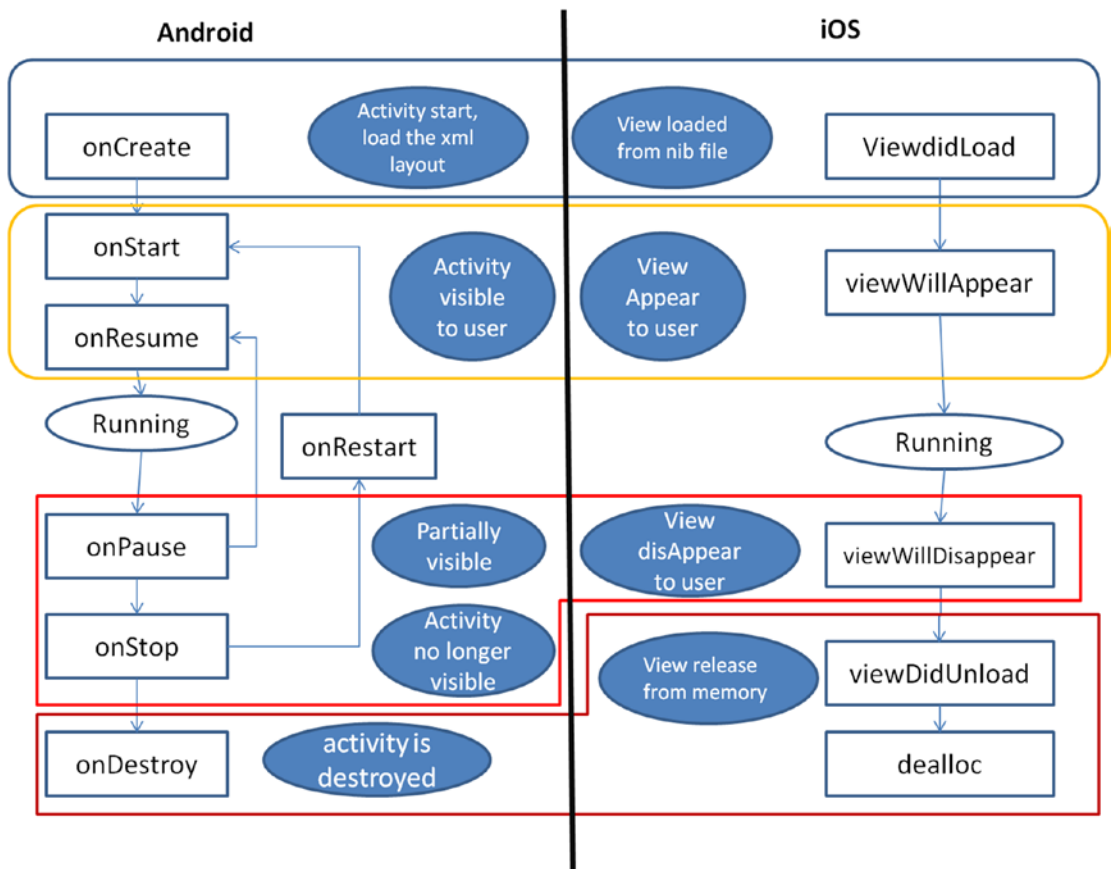 Android
iOS
onCreate
Activity start,
load the xml
layout
View loaded
from nib file
ViewdidLoad
onStart
Activity
visible
to user
View
Appear
to user
viewWillAppear
onResume
Running
onRestart
Running
onPause
Partially
visible
View
disAppear
to user
viewWillDisappear
onStop
Activity
no longer
visible
View release
from memory
viewDidUnload
onDestroy
activity is
destroyed
dealloc